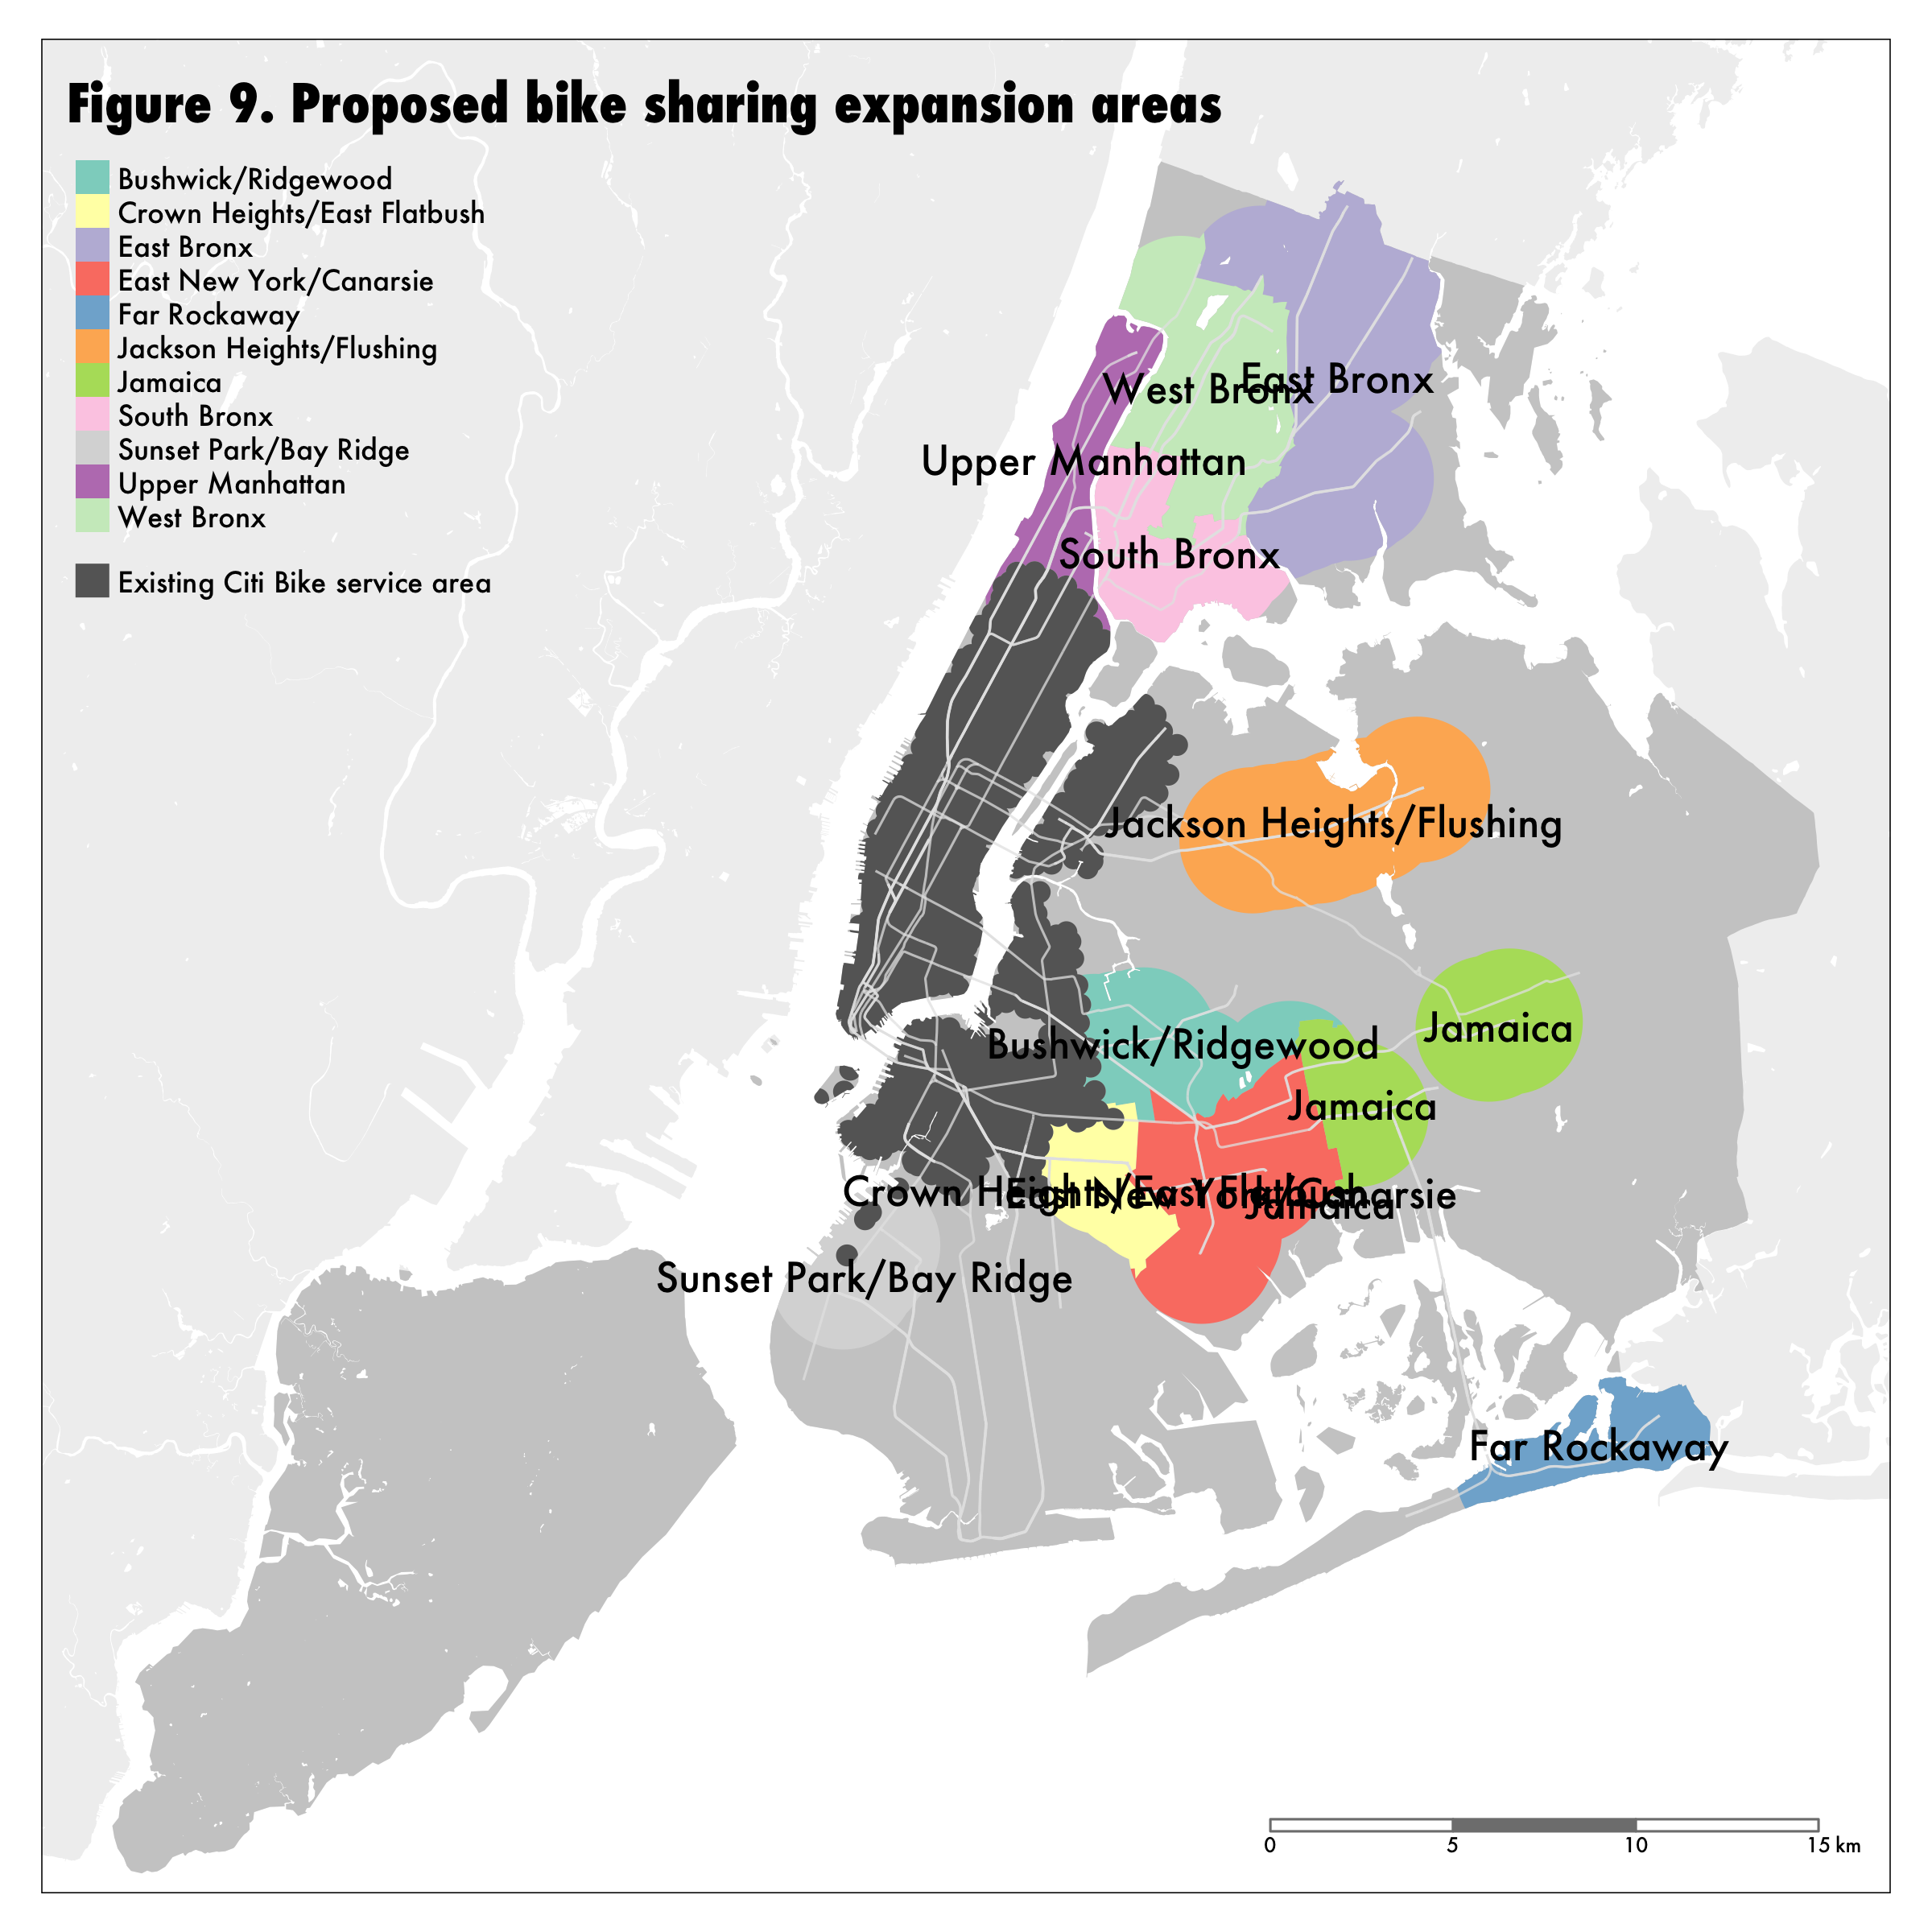 Figure 9. Proposed bike sharing expansion areas
Bushwick/Ridgewood
Crown Heights/East Flatbush
East Bronx
East New York/Canarsie
Far Rockaway
Jackson Heights/Flushing
Jamaica
South Bronx
Sunset Park/Bay Ridge
Upper Manhattan
West Bronx
Existing Citi Bike service area
East Bronx
West Bronx
Upper Manhattan
South Bronx
Jackson Heights/Flushing
Jamaica
Bushwick/Ridgewood
Jamaica
Crown Heights/East Flatbush
East New York/Canarsie
Jamaica
Sunset Park/Bay Ridge
Far Rockaway
0 5 10 15 km